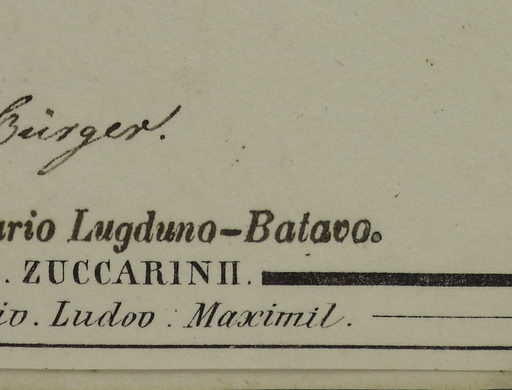 Bürger.
ario Lugduno-Batavo.
. ZUCCARINII.
iv. Ludov : Maximil.